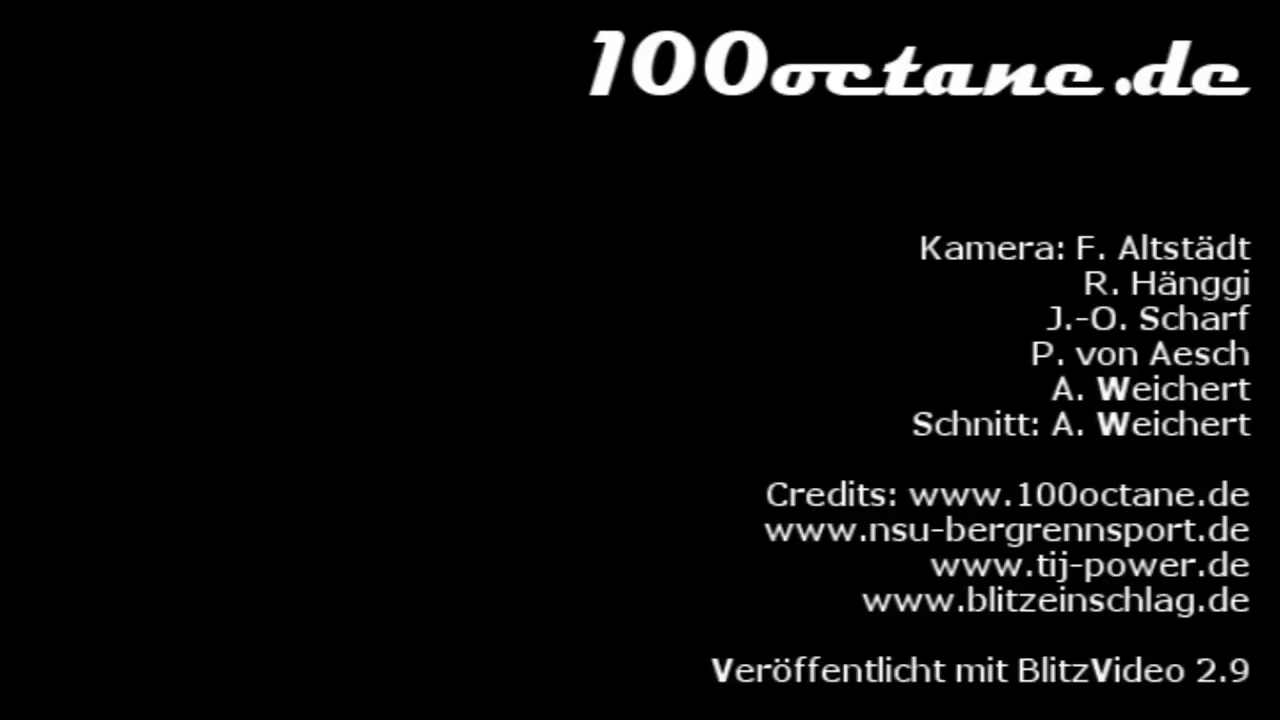 100octane.de
Kamera: F. Altstädt
R. Hänggi
J.-O. Scharf
P. von Aesch
A. Weichert
Schnitt: A. Weichert
Credits: www.100octane.de
www.nsu-bergrennsport.de
www.tij-power.de
www.blitzeinschlag.de
Veröffentlicht mit BlitzVideo 2.9